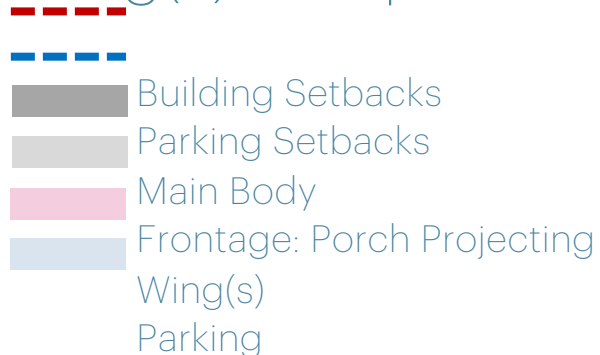 Building Setbacks
Parking Setbacks
Main Body
Frontage: Porch Projecting
Wing(s)
Parking